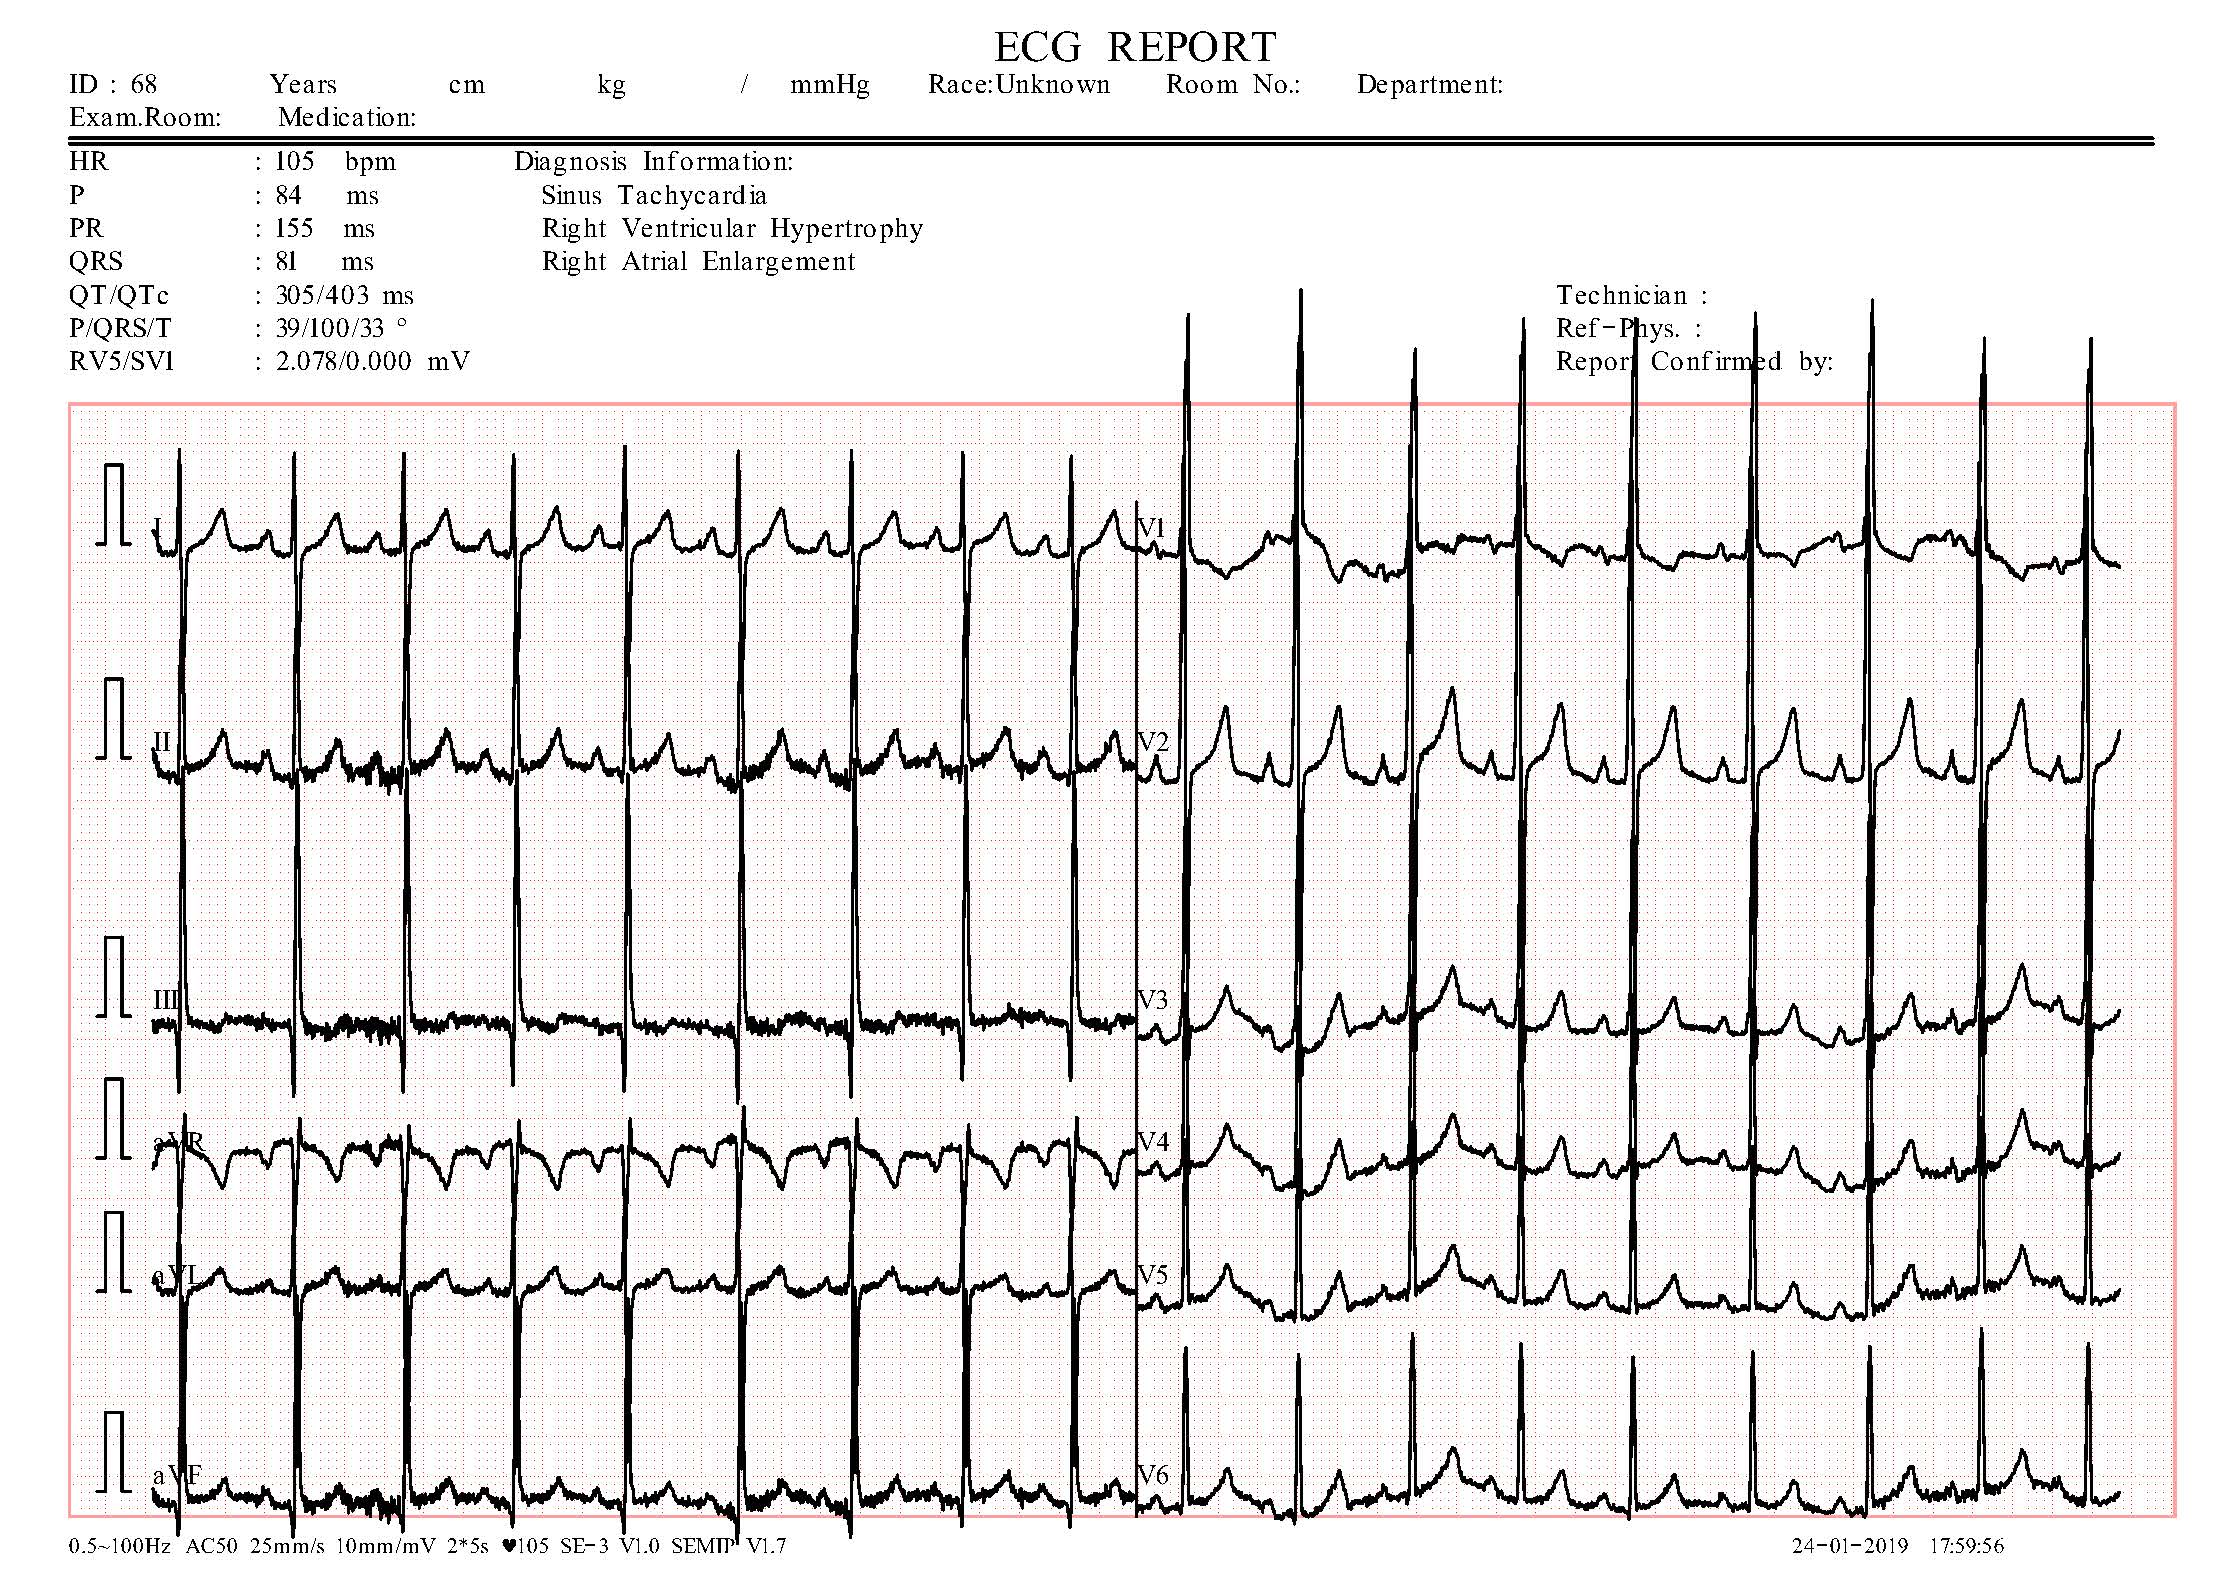 ECG REPORT
ID : 68 Years cm kg / mmHg Race:Unknown Room No.: Department:
Exam.Room: Medication:
HR : 105 bpm Diagnosis Information:
P : 84 ms Sinus Tachycardia
PR : 155 ms Right Ventricular Hypertrophy
QRS : 81 ms Right Atrial Enlargement
QT/QTc : 305/403 ms Technician :
P/QRS/T : 39/100/33 ° Ref-Phys. :
RV5/SV1 : 2.078/0.000 mV Report Confirmed by:
I V1
II V2
III V3
aVR V4
aVL V5
aVF V6
0.5~100Hz AC50 25mm/s 10mm/mV 2*5s ♥105 SE-3 V1.0 SEMIP V1.7 24-01-2019 17:59:56